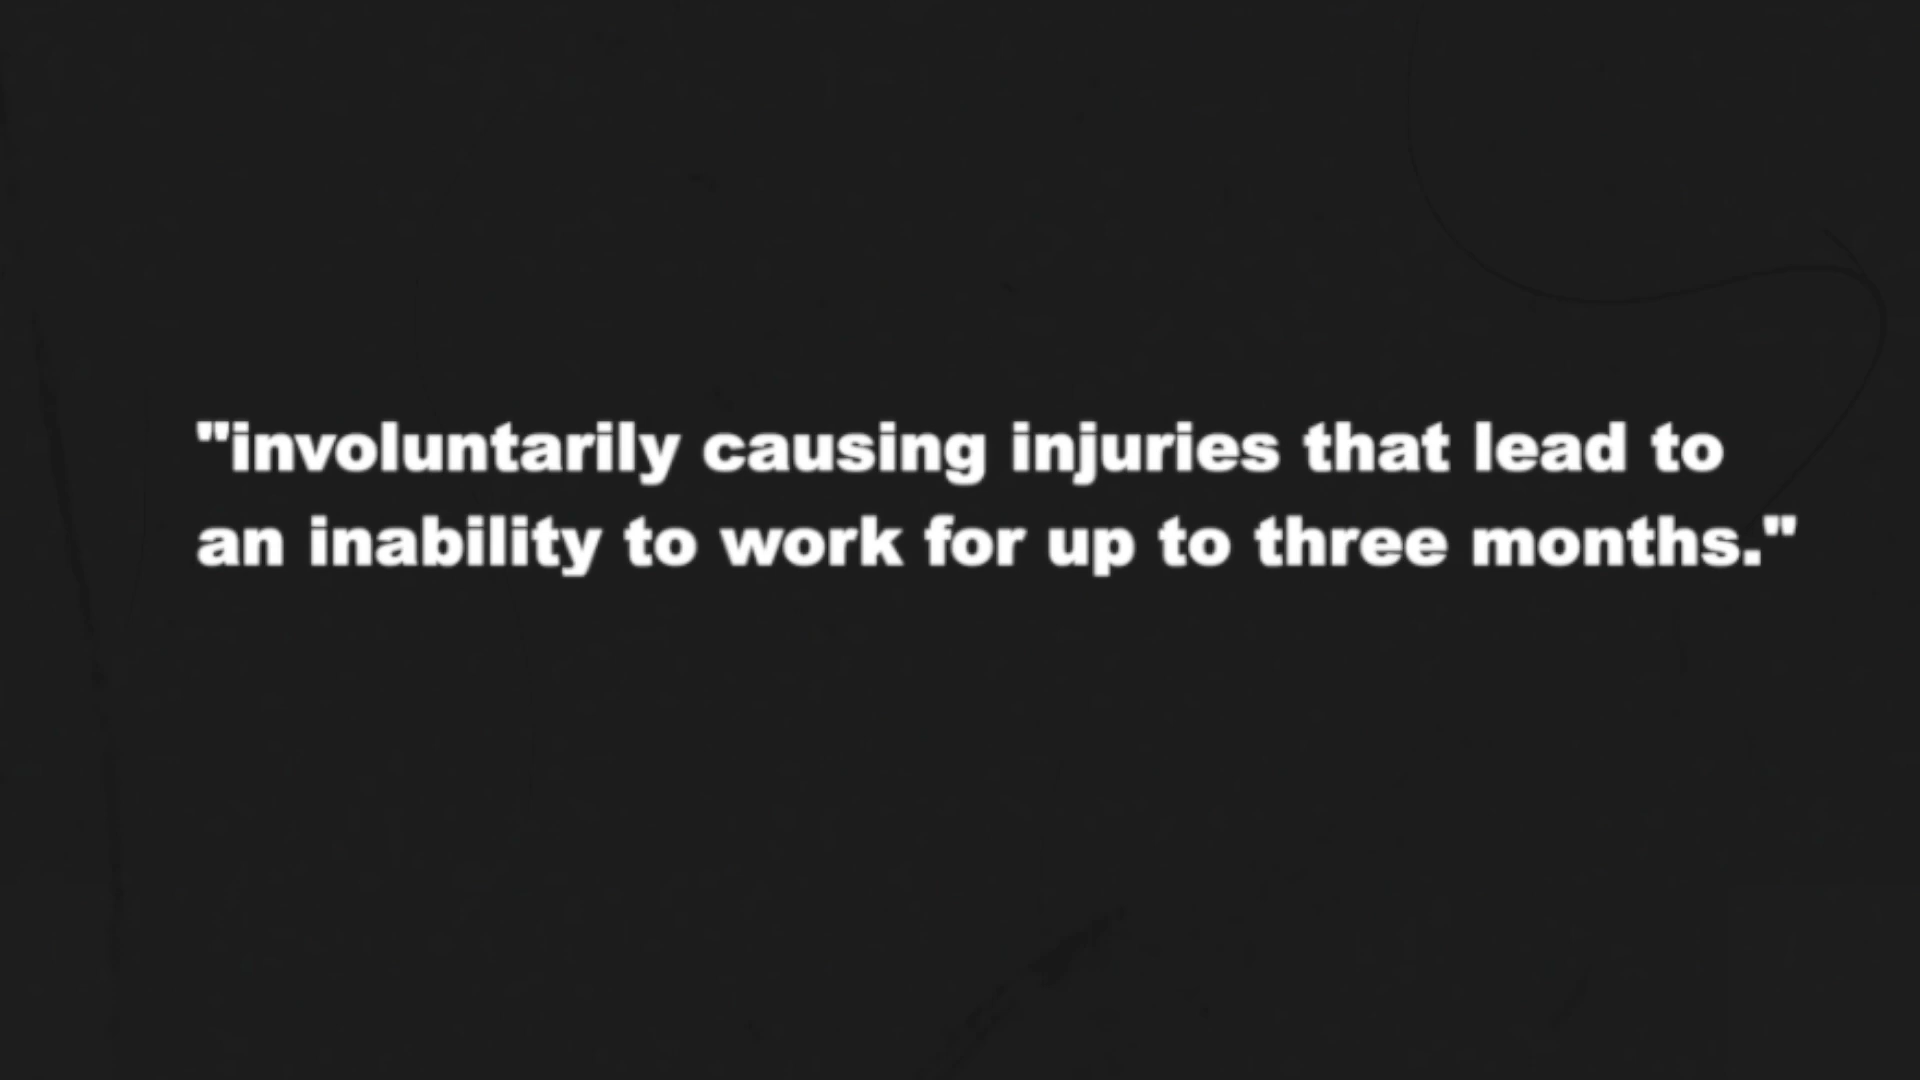 "involuntarily causing injuries that lead to
an inability to work for up to three months."